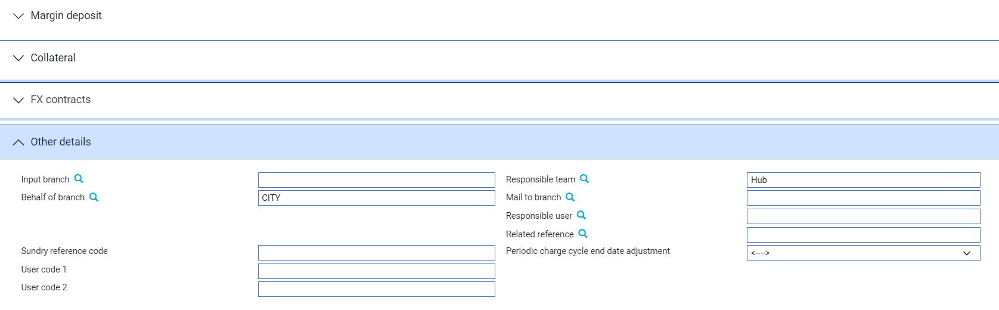 Margin deposit
Collateral
FX contracts
Other details
Input branch
Responsible team Hub
Behalf of branch CITY
Mail to branch
Responsible user
Related reference
Sundry reference code
Periodic charge cycle end date adjustment <---->
User code 1
User code 2